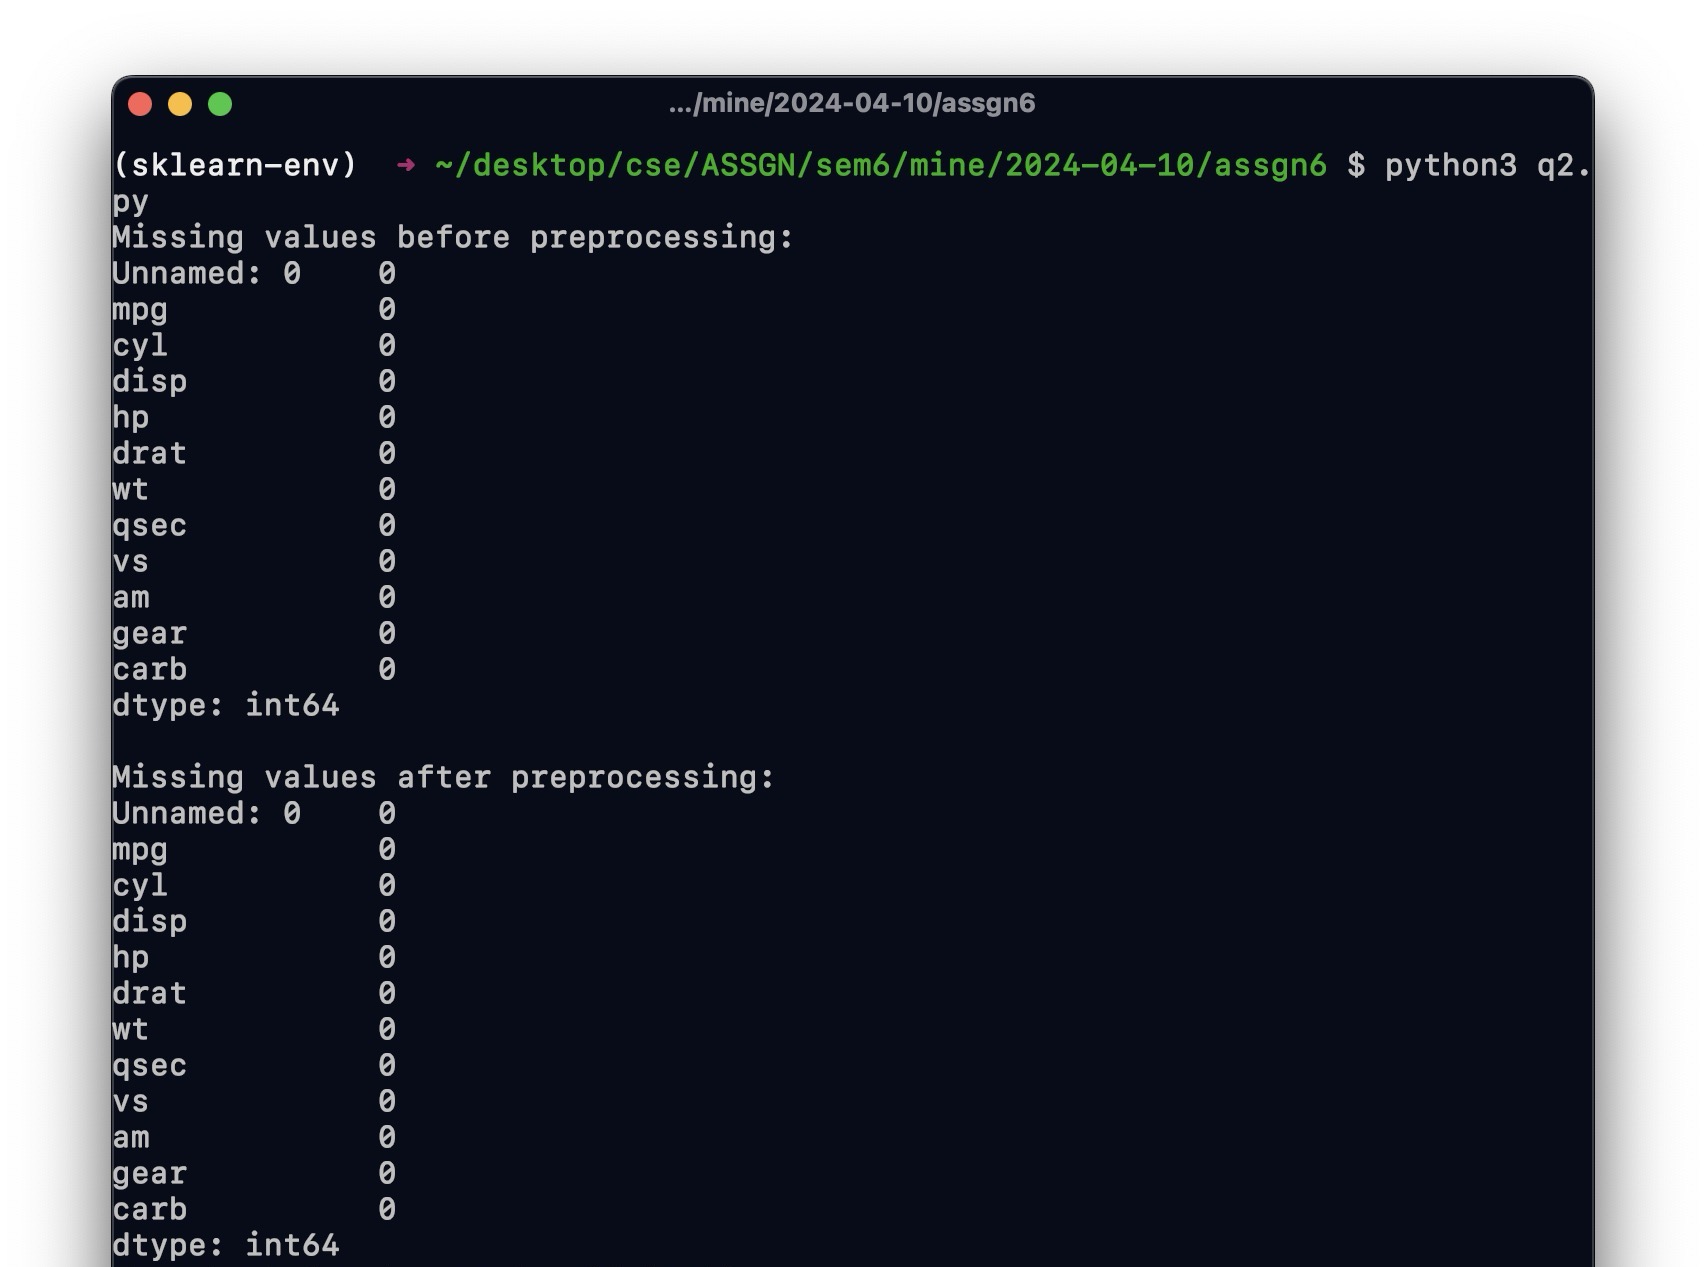 .../mine/2024-04-10/assgn6
(sklearn-env)  ➜ ~/desktop/cse/ASSGN/sem6/mine/2024-04-10/assgn6 $ python3 q2.
py
Missing values before preprocessing:
Unnamed: 0    0
mpg           0
cyl           0
disp          0
hp            0
drat          0
wt            0
qsec          0
vs            0
am            0
gear          0
carb          0
dtype: int64

Missing values after preprocessing:
Unnamed: 0    0
mpg           0
cyl           0
disp          0
hp            0
drat          0
wt            0
qsec          0
vs            0
am            0
gear          0
carb          0
dtype: int64